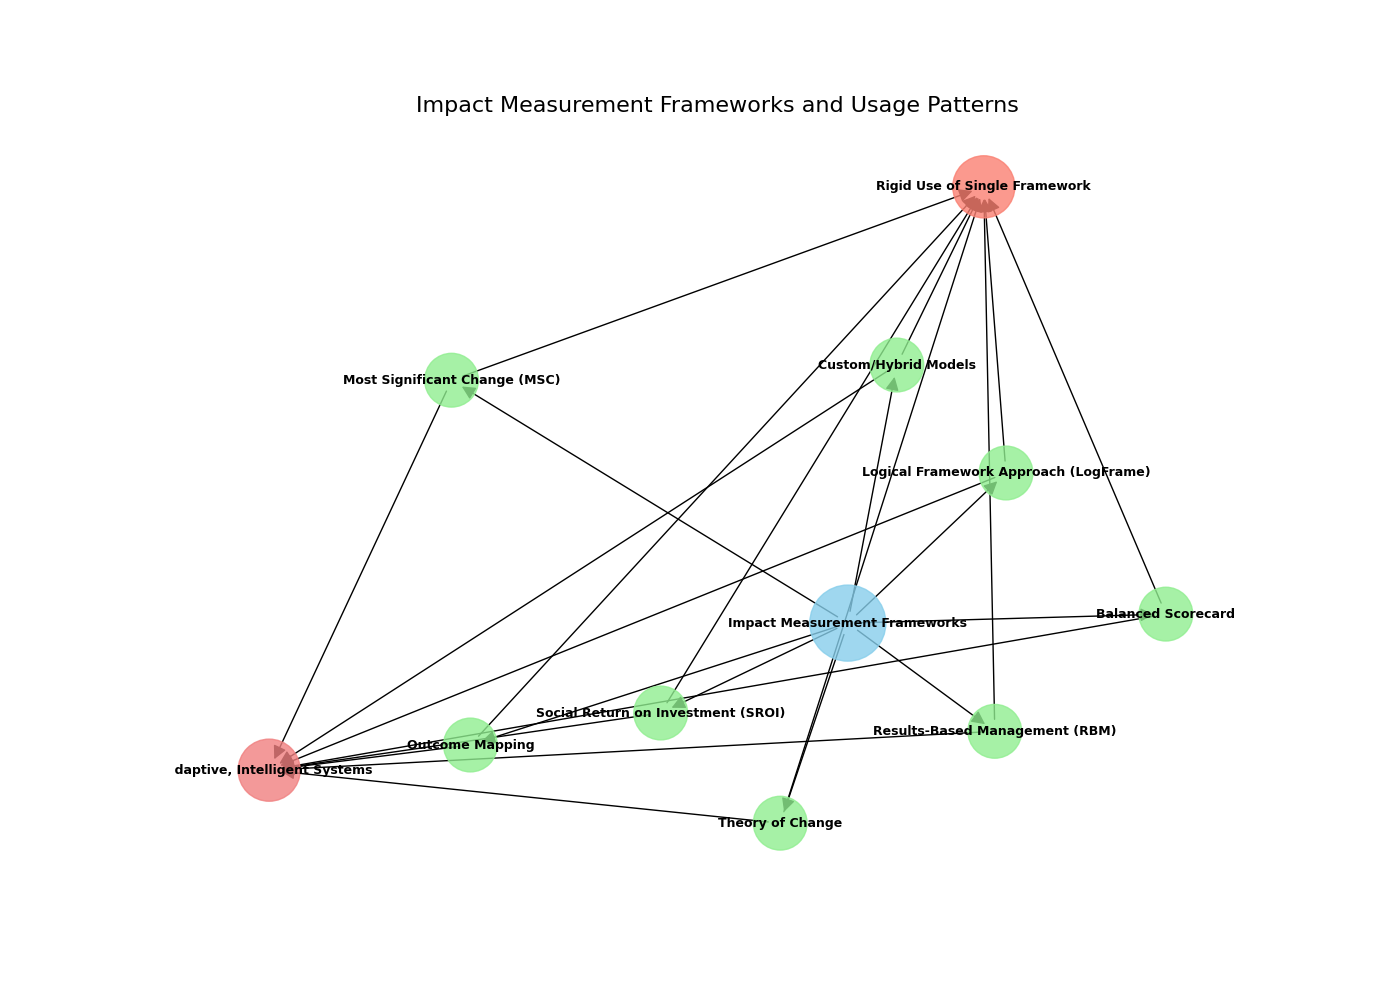 Impact Measurement Frameworks and Usage Patterns
Rigid Use of Single Framework
Custom/Hybrid Models
Most Significant Change (MSC)
Logical Framework Approach (LogFrame)
Balanced Scorecard
Impact Measurement Frameworks
Social Return on Investment (SROI)
Results-Based Management (RBM)
Outcome Mapping
daptive, Intelligent Systems
Theory of Change